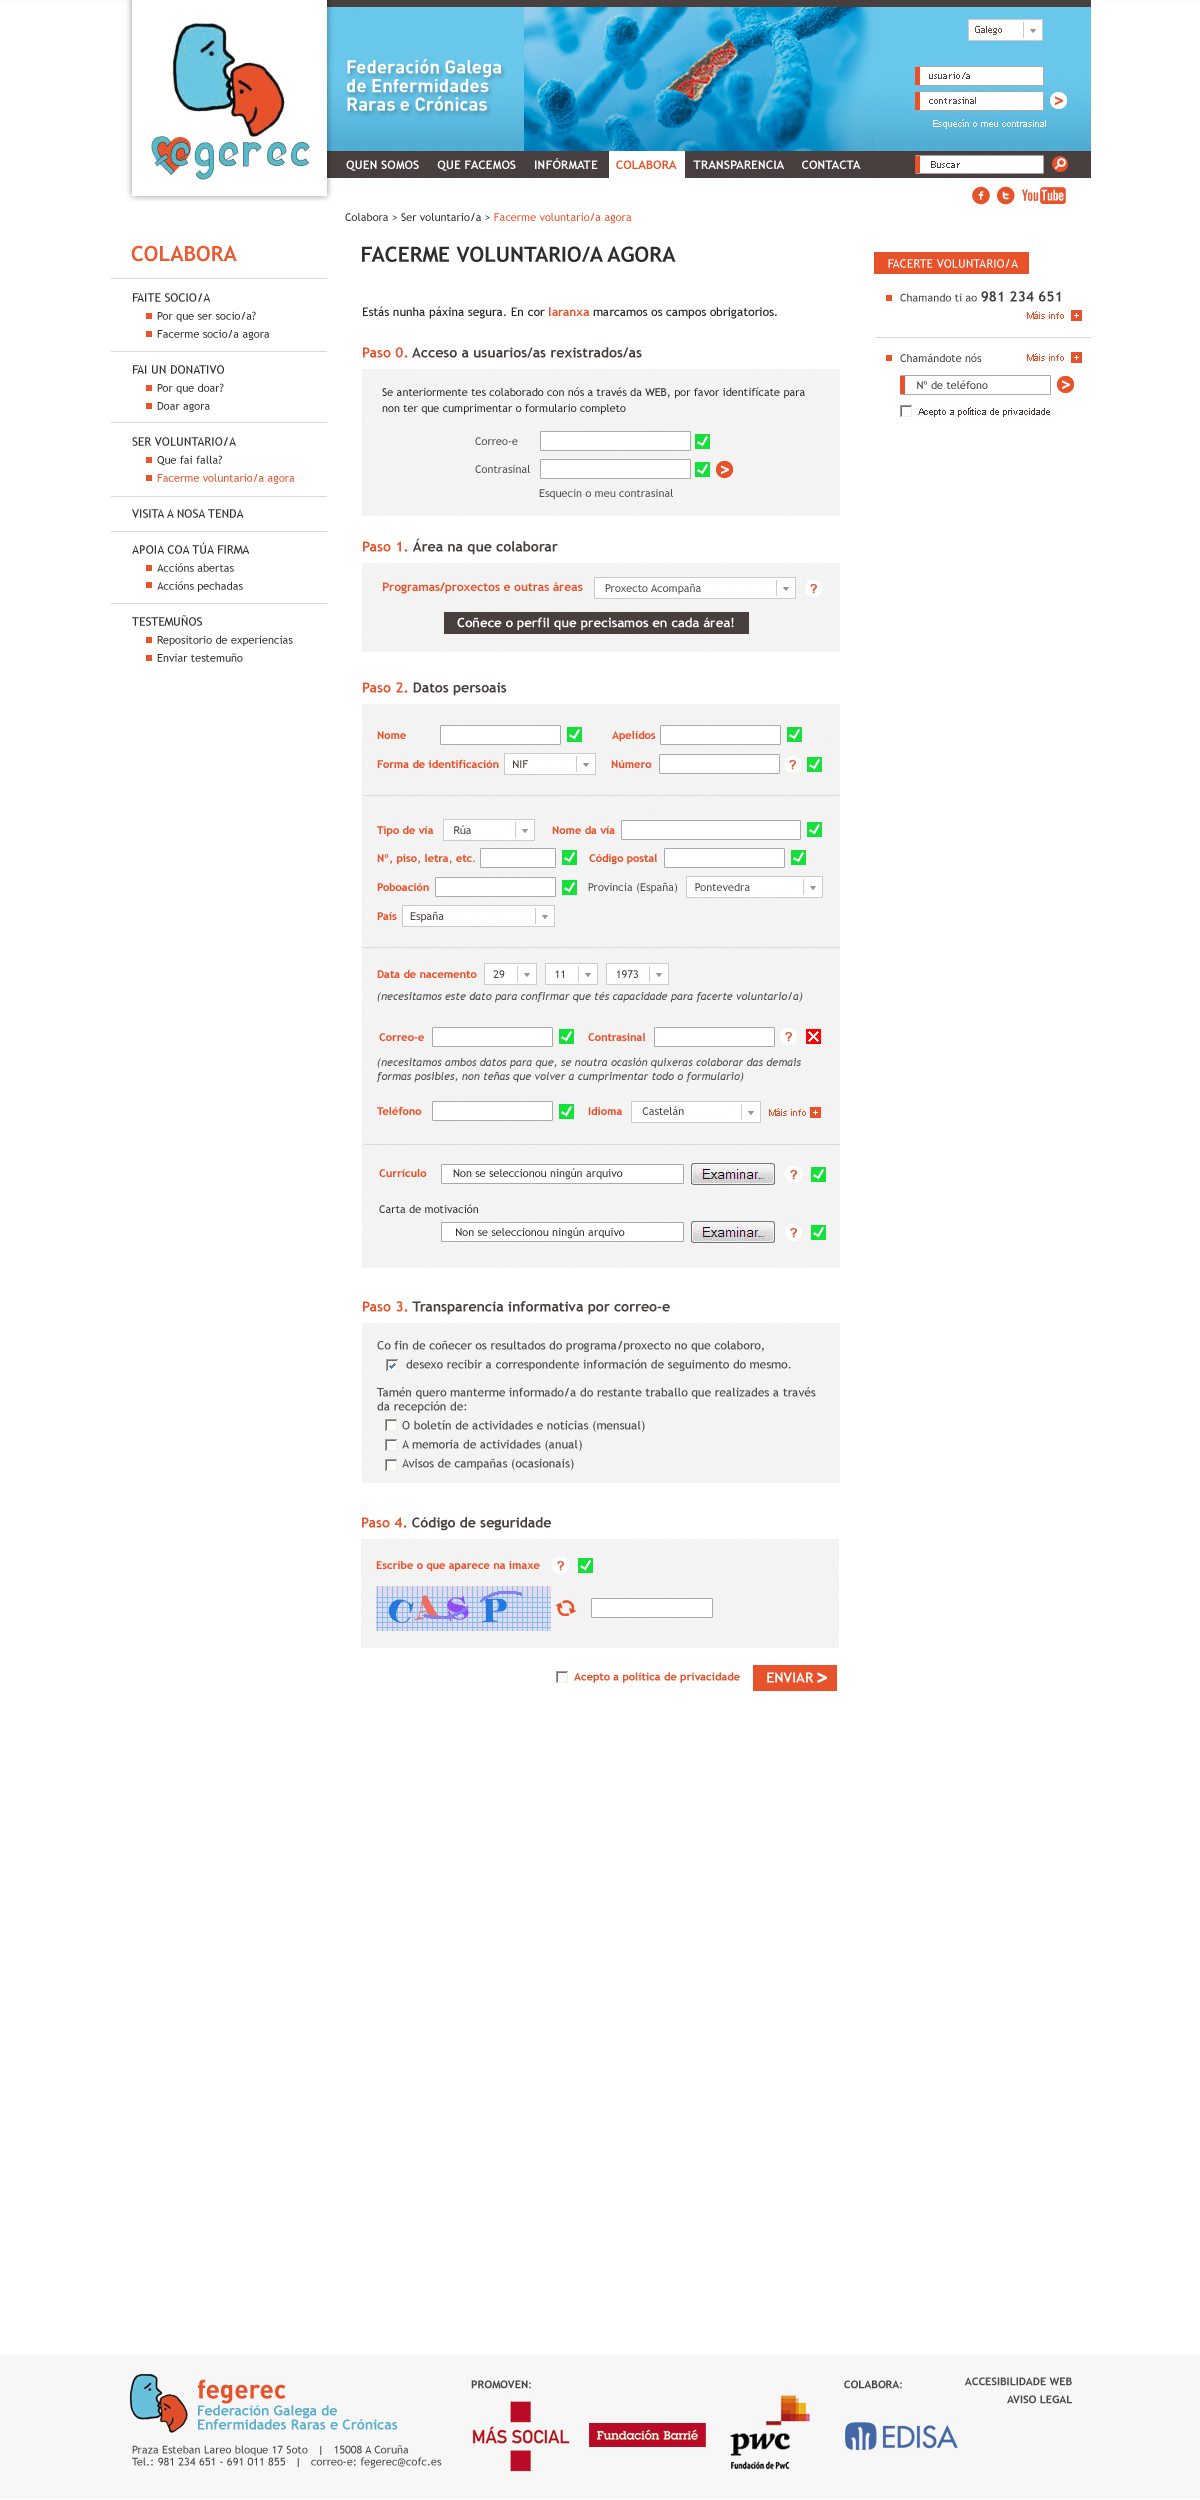 Galego
Federación Galega
de Enfermidades
Raras e Crónicas
usuario/a
contrasinal
Esquecín o meu contrasinal
fegerec
QUEN SOMOS QUE FACEMOS INFÓRMATE COLABORA TRANSPARENCIA CONTACTA
Buscar
YouTube
Colabora > Ser voluntario/a > Facerme voluntario/a agora
COLABORA
FAITE SOCIO/A
Por que ser socio/a?
Facerme socio/a agora
FAI UN DONATIVO
Por que doar?
Doar agora
SER VOLUNTARIO/A
Que fai falla?
Facerme voluntario/a agora
VISITA A NOSA TENDA
APOIA COA TÚA FIRMA
Accións abertas
Accións pechadas
TESTEMUÑOS
Repositorio de experiencias
Enviar testemuño
FACERME VOLUNTARIO/A AGORA
Estás nunha páxina segura. En cor laranxa marcamos os campos obrigatorios.
Paso 0. Acceso a usuarios/as rexistrados/as
Se anteriormente tes colaborado con nós a través da WEB, por favor identifícate para
non ter que cumprimentar o formulario completo
Correo-e
Contrasinal
Esquecin o meu contrasinal
Paso 1. Área na que colaborar
Programas/proxectos e outras áreas Proxecto Acompaña ?
Coñece o perfil que precisamos en cada área!
Paso 2. Datos persoais
Nome Apelidos
Forma de identificación NIF Número ?
Tipo de vía Rúa Nome da vía
Nº, piso, letra, etc. Código postal
Poboación Provincia (España) Pontevedra
País España
Data de nacemento 29 11 1973
(necesitamos este dato para confirmar que tés capacidade para facerte voluntario/a)
Correo-e Contrasinal ?
(necesitamos ambos datos para que, se noutra ocasión quixeras colaborar das demais
formas posibles, non teñas que volver a cumprimentar todo o formulario)
Teléfono Idioma Castelán Máis info +
Currículo Non se seleccionou ningún arquivo Examinar... ?
Carta de motivación
Non se seleccionou ningún arquivo Examinar... ?
Paso 3. Transparencia informativa por correo-e
Co fin de coñecer os resultados do programa/proxecto no que colaboro,
desexo recibir a correspondente información de seguimento do mesmo.
Tamén quero manterme informado/a do restante traballo que realizades a través
da recepción de:
O boletín de actividades e noticias (mensual)
A memoria de actividades (anual)
Avisos de campañas (ocasionais)
Paso 4. Código de seguridade
Escribe o que aparece na imaxe ?
CASP
Acepto a política de privacidade ENVIAR >
FACERTE VOLUNTARIO/A
Chamando ti ao 981 234 651
Máis info +
Chamándote nós Máis info +
Nº de teléfono
Acepto a política de privacidade
fegerec
Federación Galega de
Enfermidades Raras e Crónicas
Praza Esteban Lareo bloque 17 Soto | 15008 A Coruña
Tel.: 981 234 651 - 691 011 855 | correo-e: fegerec@cofc.es
PROMOVEN:
MÁS SOCIAL
Fundación Barrié
pwc
Fundación de PwC
COLABORA:
EDISA
ACCESIBILIDADE WEB
AVISO LEGAL